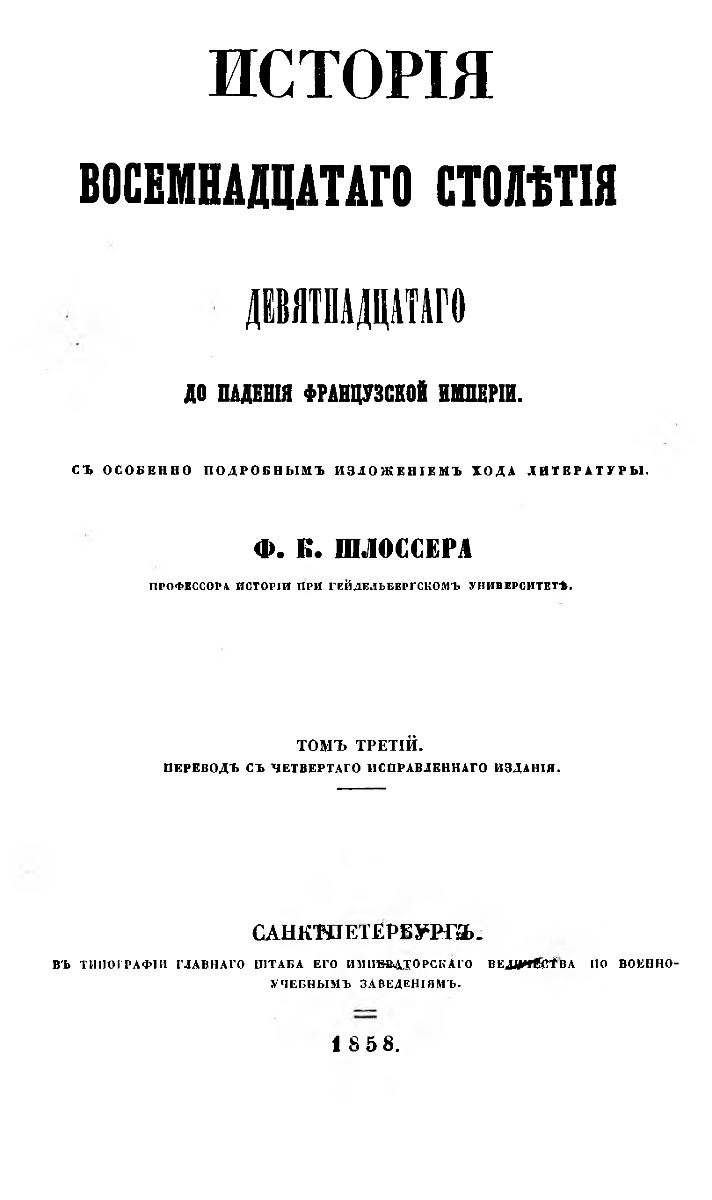 ИСТОРІЯ
ВОСЕМНАДЦАТАГО СТОЛѢТІЯ
ДЕВЯТНАДЦАТАГО
ДО ПАДЕНІЯ ФРАНЦУЗСКОЙ ИМПЕРІИ.
СЪ ОСОБЕННО ПОДРОБНЫМЪ ИЗЛОЖЕНІЕМЪ ХОДА ЛИТЕРАТУРЫ.
Ф. К. ШЛОССЕРА
ПРОФЕССОРА ИСТОРІИ ПРИ ГЕЙДЕЛЬБЕРГСКОМЪ УНИВЕРСИТЕТѢ.
ТОМЪ ТРЕТІЙ.
ПЕРЕВОДЪ СЪ ЧЕТВЕРТАГО ИСПРАВЛЕННАГО ИЗДАНІЯ.
САНКТПЕТЕРБУРГЪ.
ВЪ ТИПОГРАФІИ ГЛАВНАГО ШТАБА ЕГО ИМПЕРАТОРСКАГО ВЕЛИЧЕСТВА ПО ВОЕННО-
УЧЕБНЫМЪ ЗАВЕДЕНІЯМЪ.
1858.